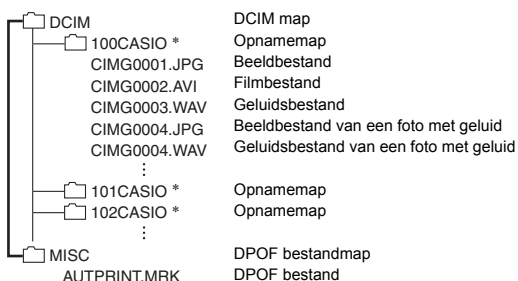 DCIM DCIM map
100CASIO * Opnamemap
CIMG0001.JPG Beeldbestand
CIMG0002.AVI Filmbestand
CIMG0003.WAV Geluidsbestand
CIMG0004.JPG Beeldbestand van een foto met geluid
CIMG0004.WAV Geluidsbestand van een foto met geluid
101CASIO * Opnamemap
102CASIO * Opnamemap
MISC DPOF bestandmap
AUTPRINT.MRK DPOF bestand